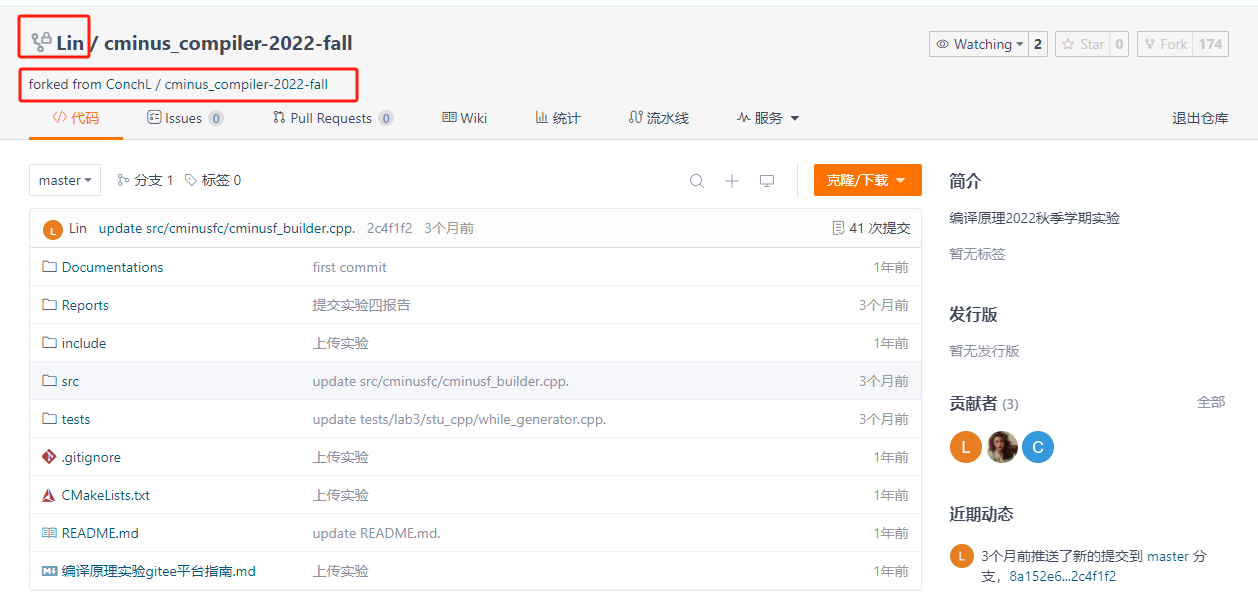 Lin / cminus_compiler-2022-fall
Watching 2 Star 0 Fork 174
forked from ConchL / cminus_compiler-2022-fall
代码 Issues 0 Pull Requests 0 Wiki 统计 流水线 服务 退出仓库
master 分支 1 标签 0 克隆/下载
L Lin update src/cminusfc/cminusf_builder.cpp. 2c4f1f2 3个月前 41 次提交
Documentations first commit 1年前
Reports 提交实验四报告 3个月前
include 上传实验 1年前
src update src/cminusfc/cminusf_builder.cpp. 3个月前
tests update tests/lab3/stu_cpp/while_generator.cpp. 3个月前
.gitignore 上传实验 1年前
CMakeLists.txt 上传实验 1年前
README.md update README.md. 1年前
编译原理实验gitee平台指南.md 上传实验 1年前
简介
编译原理2022秋季学期实验
暂无标签
发行版
暂无发行版
贡献者 (3) 全部
L C
近期动态
L 3个月前推送了新的提交到 master 分
支，8a152e6...2c4f1f2